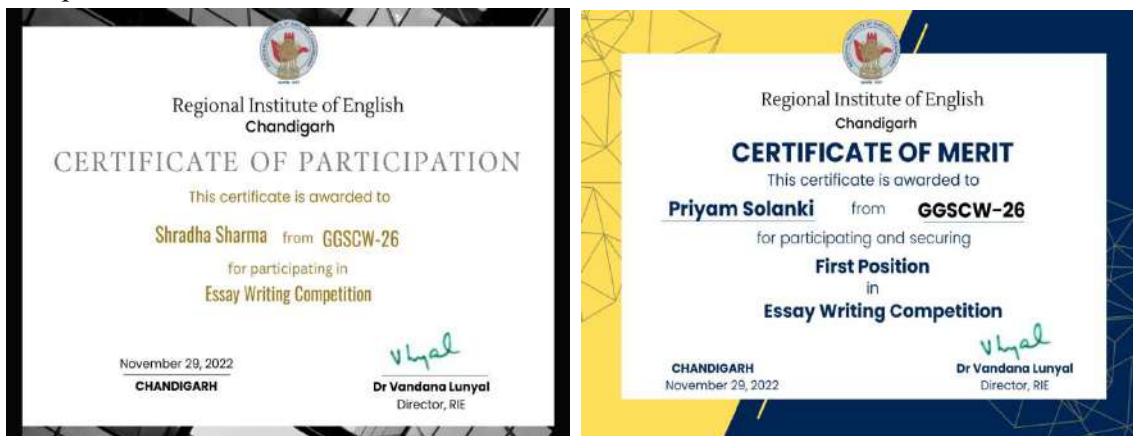 Regional Institute of English
Chandigarh
CERTIFICATE OF PARTICIPATION
This certificate is awarded to
Shradha Sharma from GGSCW-26
for participating in
Essay Writing Competition
November 29, 2022
CHANDIGARH
Dr Vandana Lunyal
Director, RIE
Regional Institute of English
Chandigarh
CERTIFICATE OF MERIT
This certificate is awarded to
Priyam Solanki from GGSCW-26
for participating and securing
First Position
in
Essay Writing Competition
CHANDIGARH
November 29, 2022
Dr Vandana Lunyal
Director, RIE